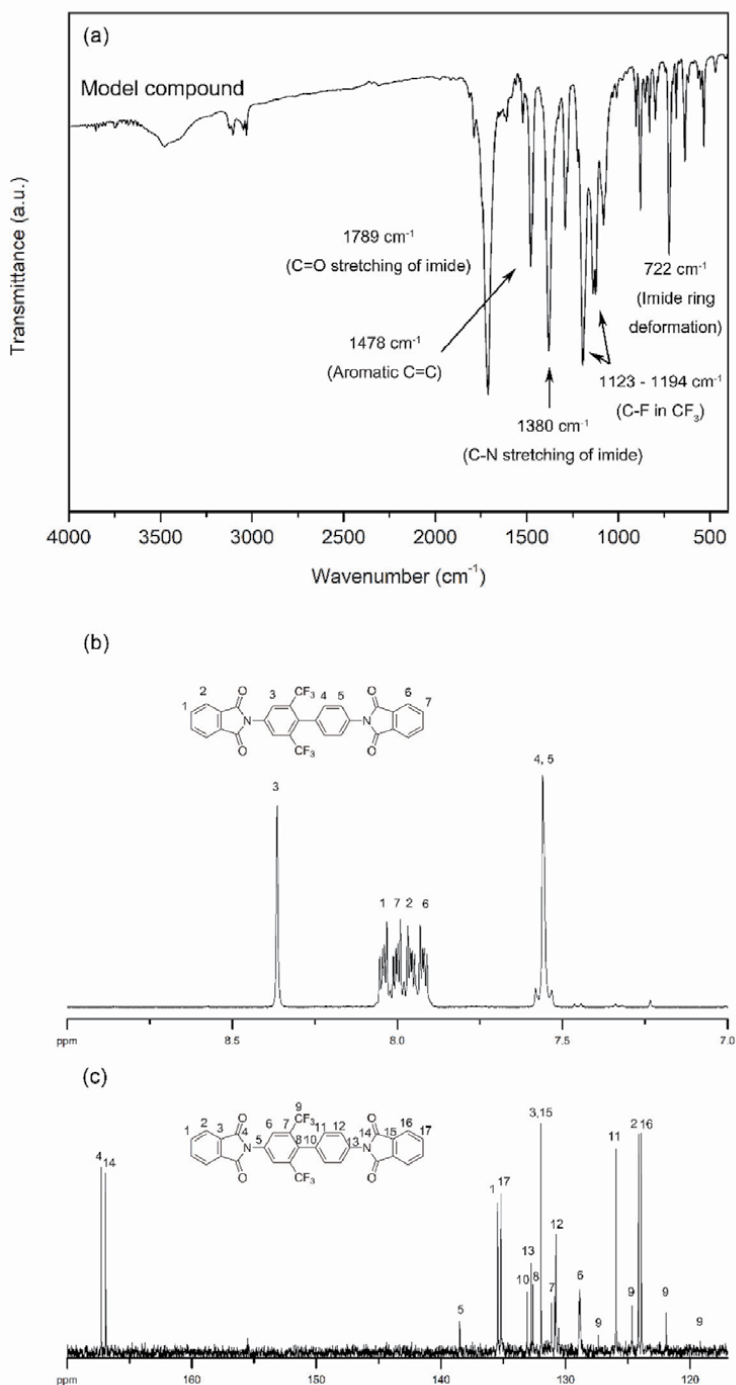 (a)
Model compound
1789 cm-1
(C=O stretching of imide)
722 cm-1
(Imide ring
deformation)
1478 cm-1
(Aromatic C=C)
1123 - 1194 cm-1
(C-F in CF3)
1380 cm-1
(C-N stretching of imide)
Transmittance (a.u.)
4000 3500 3000 2500 2000 1500 1000 500
Wavenumber (cm-1)
(b)
1 2 O N O 3 CF3 CF3 4 5 O N O 6 7
3
4, 5
1 7 2 6
ppm 8.5 8.0 7.5 7.0
(c)
1 2 3 4 O N O 5 6 7 8 9 CF3 CF3 10 11 12 13 O N O 14 15 16 17
4 14
5
1 17
10 13 8
3,15
7 12
6
9
11
9
2 16
9
9
ppm 160 150 140 130 120